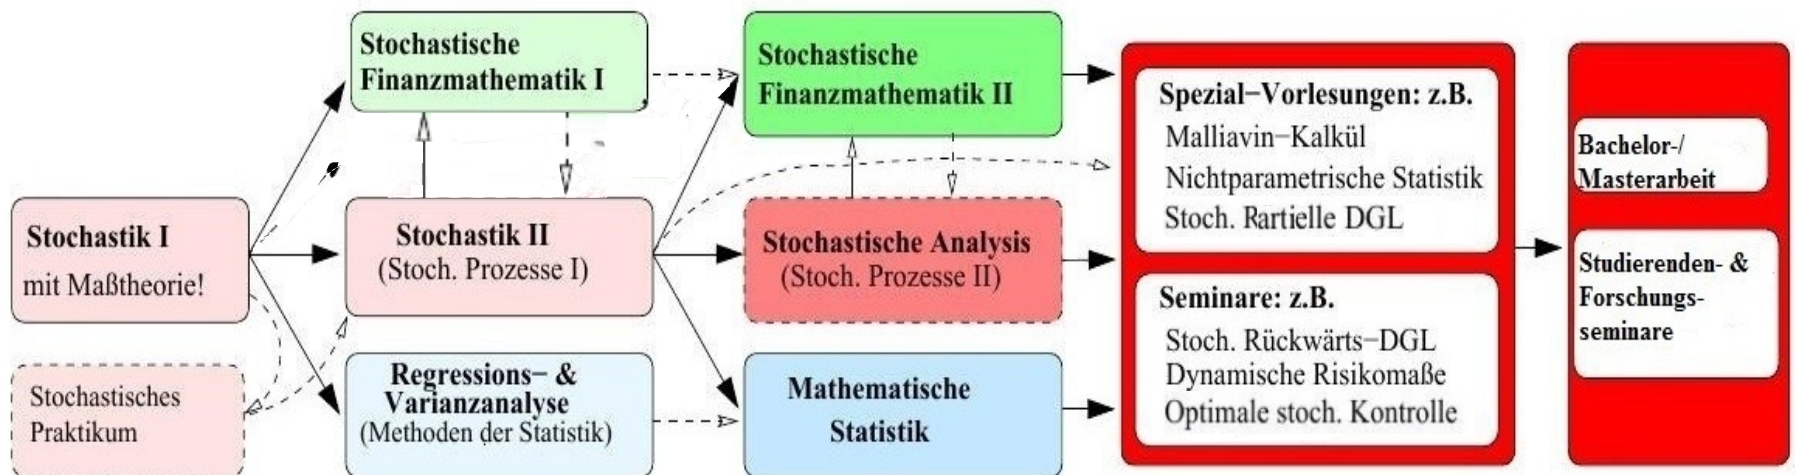 Stochastik I
mit Maßtheorie!
Stochastisches
Praktikum
Stochastische
Finanzmathematik I
Stochastik II
(Stoch. Prozesse I)
Regressions– &
Varianzanalyse
(Methoden der Statistik)
Stochastische
Finanzmathematik II
Stochastische Analysis
(Stoch. Prozesse II)
Mathematische
Statistik
Spezial–Vorlesungen: z.B.
Malliavin–Kalkül
Nichtparametrische Statistik
Stoch. Rartielle DGL
Seminare: z.B.
Stoch. Rückwärts–DGL
Dynamische Risikomaße
Optimale stoch. Kontrolle
Bachelor-/
Masterarbeit
Studierenden- &
Forschungs-
seminare